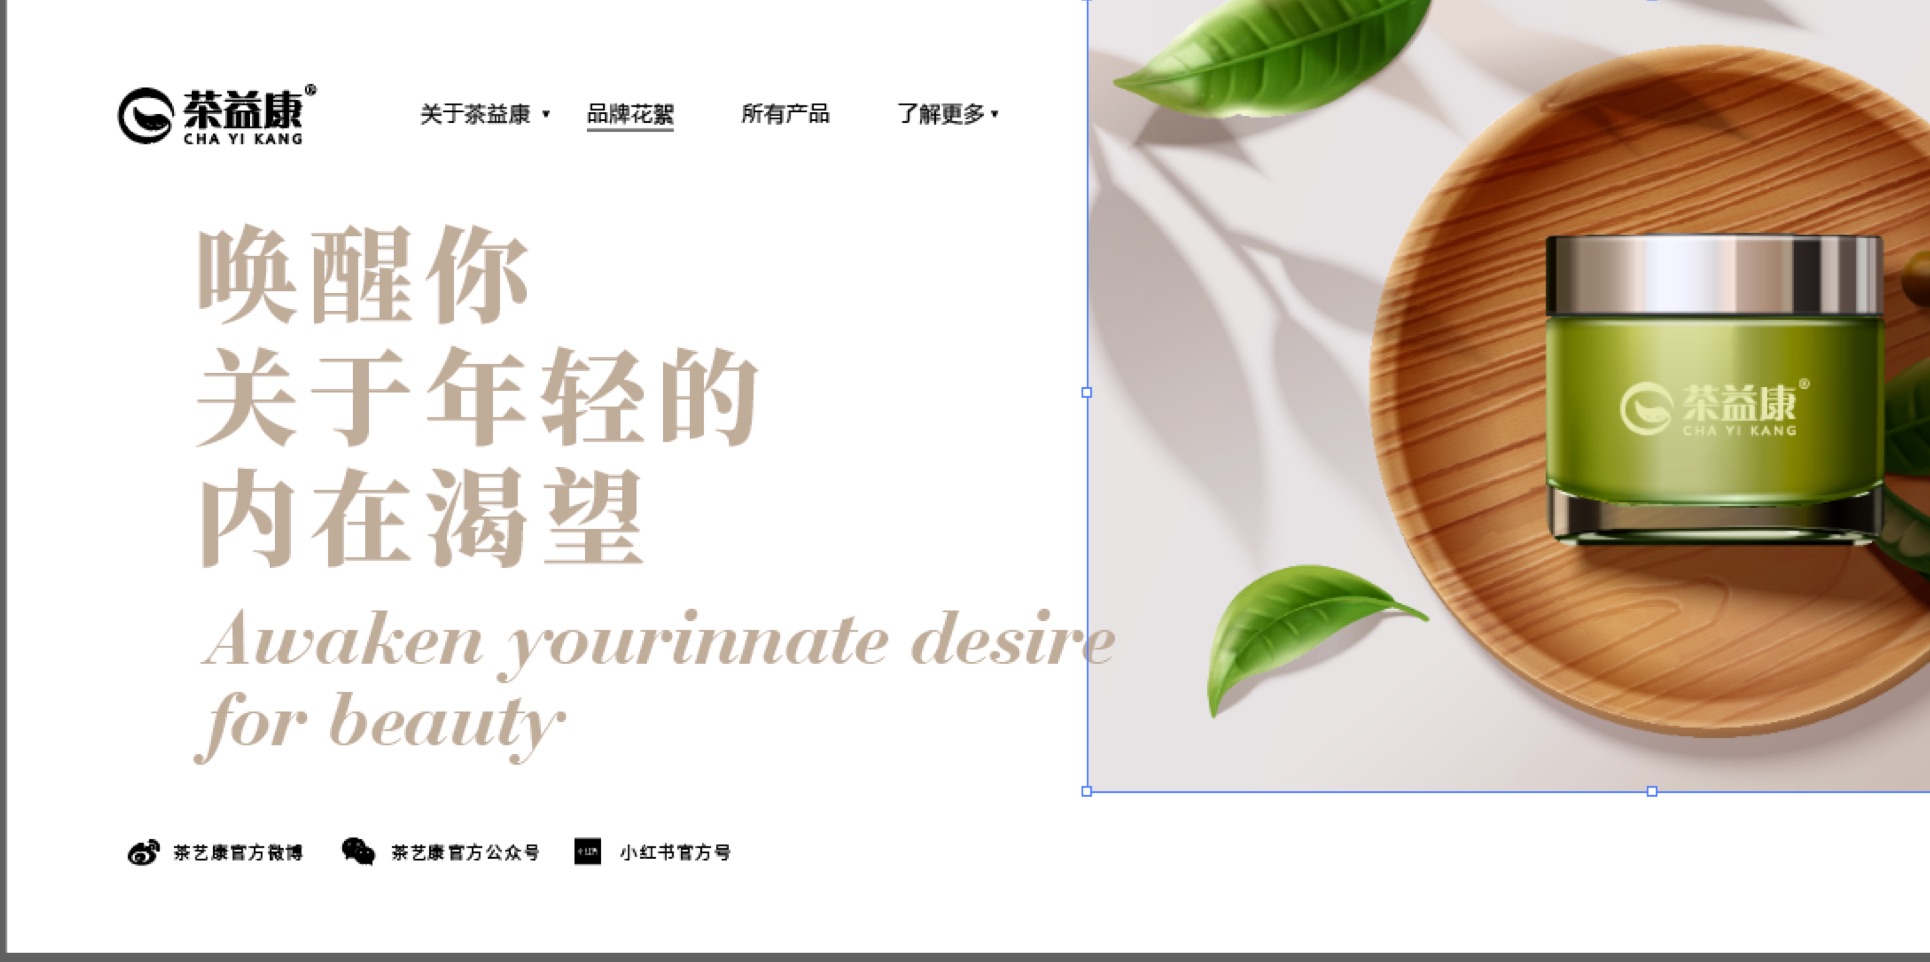 茶益康®
CHA YI KANG
关于茶益康 ▾ 品牌花絮 所有产品 了解更多 ▾
唤醒你
关于年轻的
内在渴望
Awaken yourinnate desire
for beauty
茶益康®
CHA YI KANG
茶艺康官方微博 茶艺康官方公众号 小红书 小红书官方号